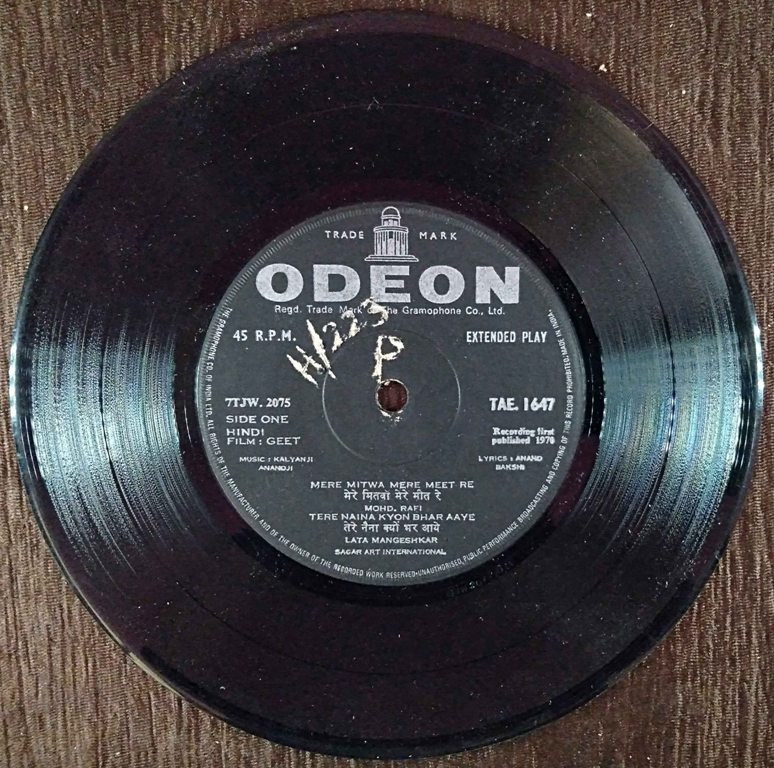 TRADE MARK
ODEON
Regd. Trade Mark of The Gramophone Co., Ltd.
H/223
P
45 R.P.M.
EXTENDED PLAY
7TJW. 2075
TAE. 1647
SIDE ONE
HINDI
FILM : GEET
Recording first
published 1970
MUSIC : KALYANJI
ANANDJI
LYRICS : ANAND
BAKSHI
MERE MITWA MERE MEET RE
मेरे मितवा मेरे मीत रे
MOHD. RAFI
TERE NAINA KYON BHAR AAYE
तेरे नैना क्यों भर आये
LATA MANGESHKAR
SAGAR ART INTERNATIONAL
THE GRAMOPHONE CO. OF INDIA LTD. ALL RIGHTS OF THE MANUFACTURER AND OF THE OWNER OF THE RECORDED WORK RESERVED-UNAUTHORISED, PUBLIC PERFORMANCE BROADCASTING AND COPYING OF THIS RECORD PROHIBITED. MADE IN INDIA.